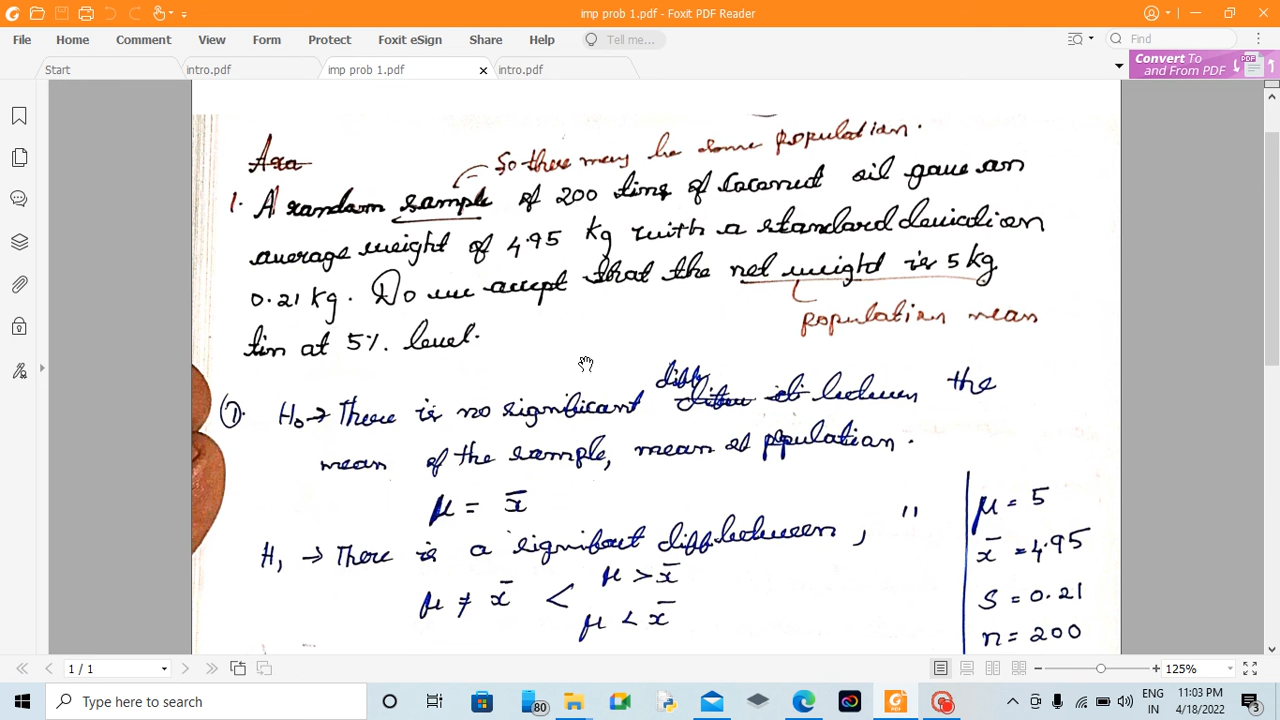 imp prob 1.pdf - Foxit PDF Reader
File Home Comment View Form Protect Foxit eSign Share Help Tell me... Find
Start intro.pdf imp prob 1.pdf intro.pdf
Convert To and From PDF
PDF
So there may be some population.
1. A random sample of 200 tins of Coconut oil gave an
average weight of 4.95 kg with a standard deviation
0.21 kg. Do we accept that the net weight is 5 kg
population mean
tin at 5% level.
①. H₀ → There is no significant diff between the
mean of the sample, mean of population.
μ = x̄
H₁ → There is a significant diff between, "
μ ≠ x̄ < μ > x̄
μ < x̄
μ = 5
x̄ = 4.95
S = 0.21
n = 200
1 / 1 125%
Type here to search
80
ENG
IN
11:03 PM
4/18/2022
3